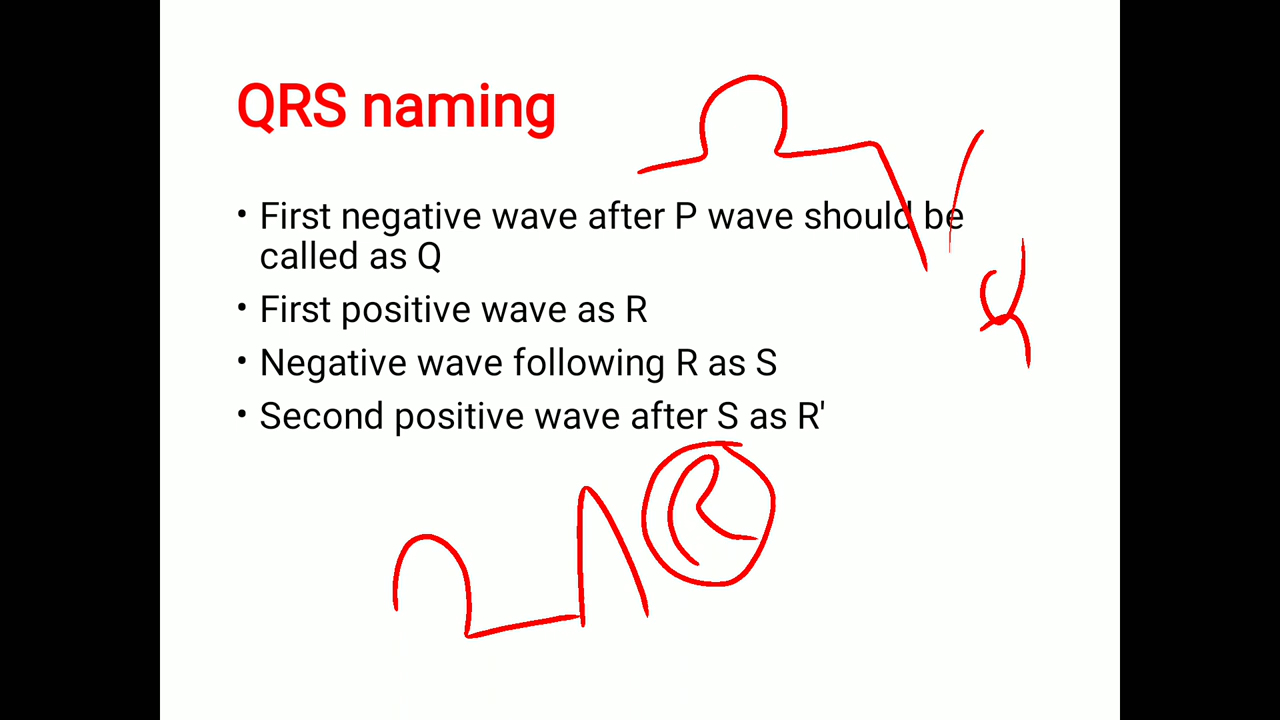 QRS naming
• First negative wave after P wave should be
called as Q
• First positive wave as R
• Negative wave following R as S
• Second positive wave after S as R'
R